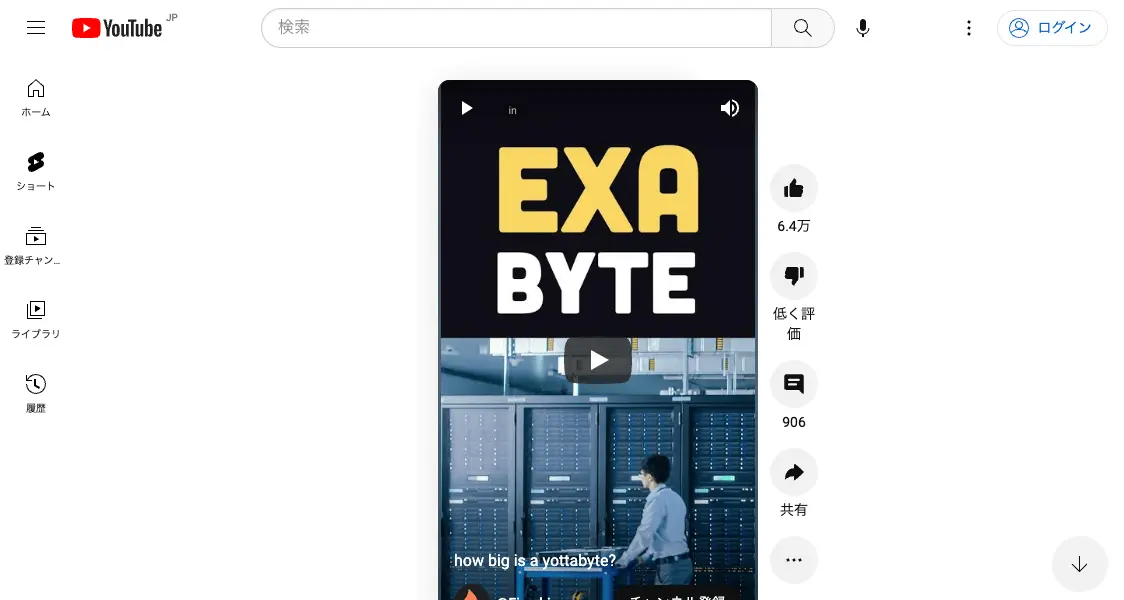 YouTube JP
検索
ログイン
ホーム
ショート
登録チャン...
ライブラリ
履歴
in
EXA
BYTE
6.4万
低く評
価
906
共有
how big is a yottabyte?